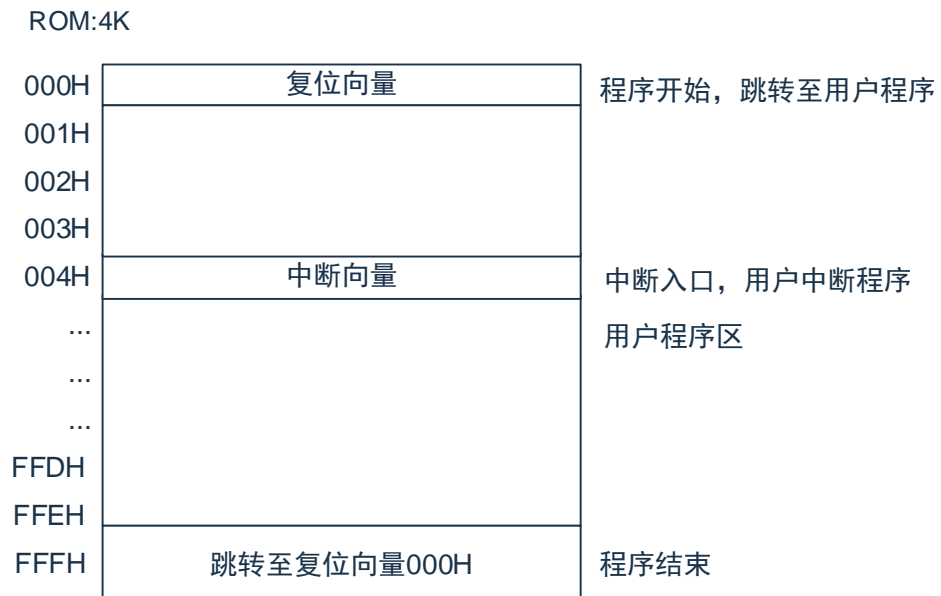 ROM:4K
000H 复位向量 程序开始，跳转至用户程序
001H
002H
003H
004H 中断向量 中断入口，用户中断程序
... 用户程序区
...
...
FFDH
FFEH
FFFH 跳转至复位向量000H 程序结束